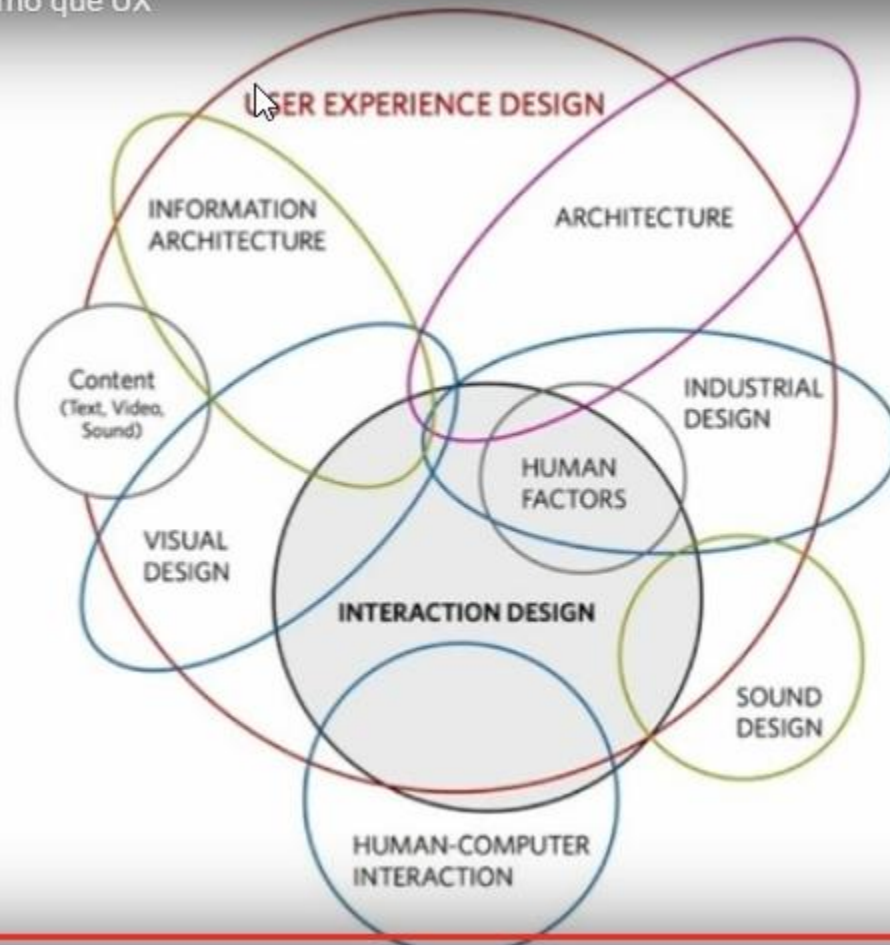 mo que UX
USER EXPERIENCE DESIGN
INFORMATION
ARCHITECTURE
ARCHITECTURE
Content
(Text, Video,
Sound)
INDUSTRIAL
DESIGN
HUMAN
FACTORS
VISUAL
DESIGN
INTERACTION DESIGN
SOUND
DESIGN
HUMAN-COMPUTER
INTERACTION